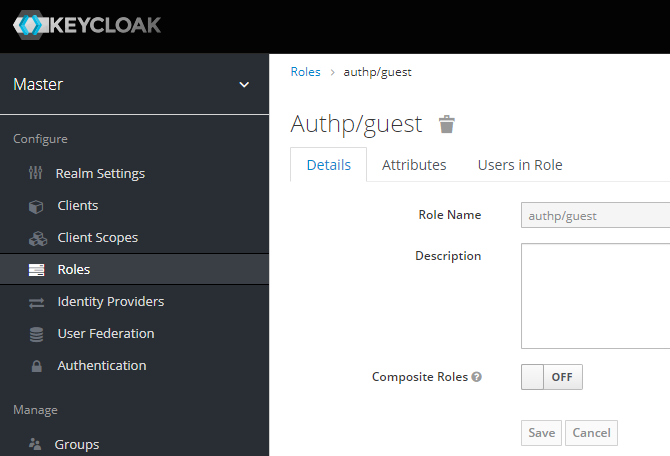 KEYCLOAK
Master
Configure
Realm Settings
Clients
Client Scopes
Roles
Identity Providers
User Federation
Authentication
Manage
Groups
Roles > authp/guest
Authp/guest
Details Attributes Users in Role
Role Name authp/guest
Description
Composite Roles ? OFF
Save Cancel